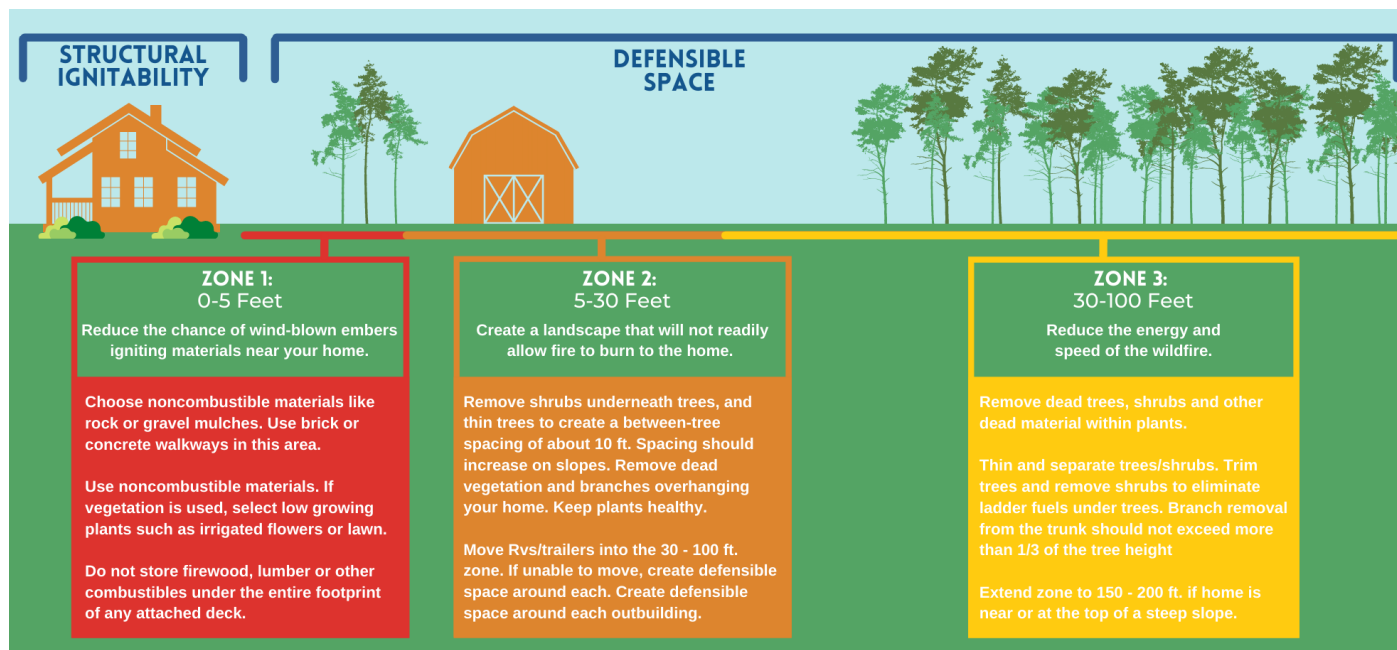 STRUCTURAL
IGNITABILITY
DEFENSIBLE
SPACE
ZONE 1:
0-5 Feet
Reduce the chance of wind-blown embers
igniting materials near your home.
Choose noncombustible materials like
rock or gravel mulches. Use brick or
concrete walkways in this area.
Use noncombustible materials. If
vegetation is used, select low growing
plants such as irrigated flowers or lawn.
Do not store firewood, lumber or other
combustibles under the entire footprint
of any attached deck.
ZONE 2:
5-30 Feet
Create a landscape that will not readily
allow fire to burn to the home.
Remove shrubs underneath trees, and
thin trees to create a between-tree
spacing of about 10 ft. Spacing should
increase on slopes. Remove dead
vegetation and branches overhanging
your home. Keep plants healthy.
Move Rvs/trailers into the 30 - 100 ft.
zone. If unable to move, create defensible
space around each. Create defensible
space around each outbuilding.
ZONE 3:
30-100 Feet
Reduce the energy and
speed of the wildfire.
Remove dead trees, shrubs and other
dead material within plants.
Thin and separate trees/shrubs. Trim
trees and remove shrubs to eliminate
ladder fuels under trees. Branch removal
from the trunk should not exceed more
than 1/3 of the tree height
Extend zone to 150 - 200 ft. if home is
near or at the top of a steep slope.